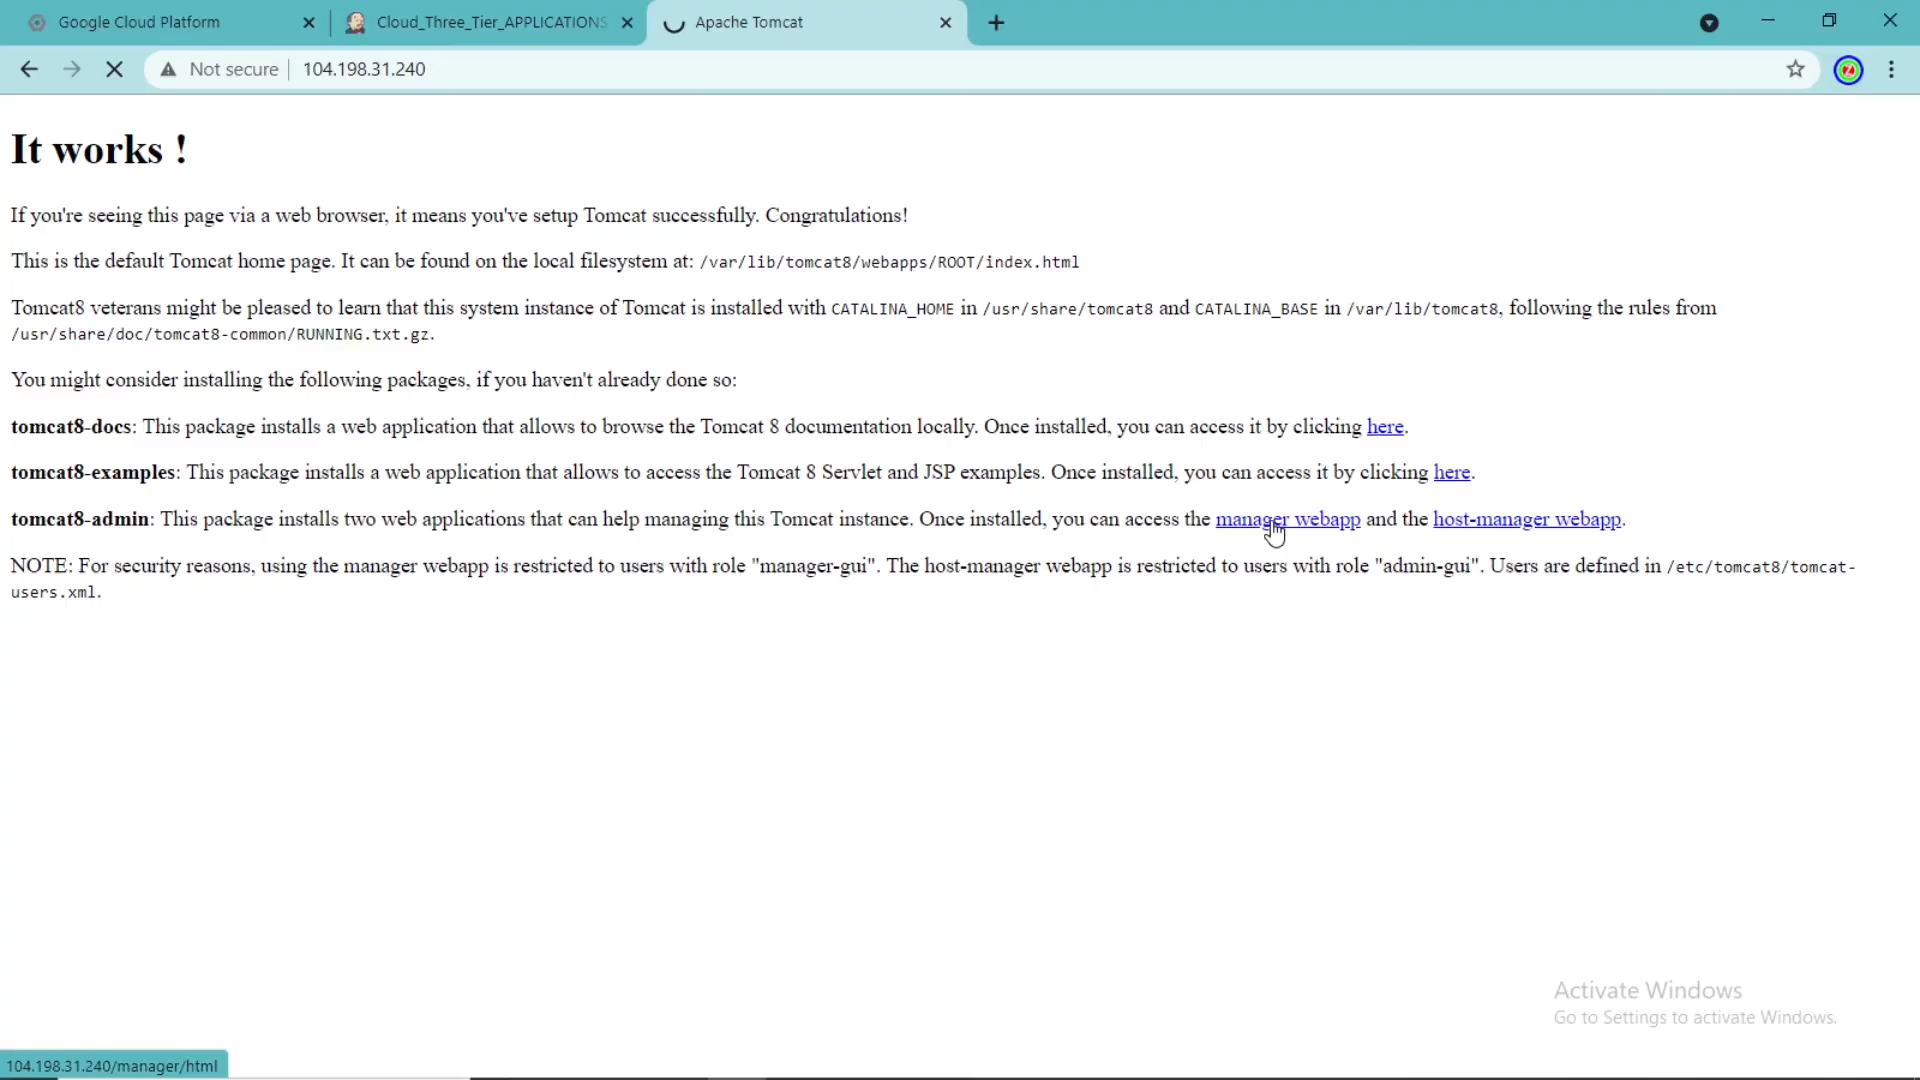 Google Cloud Platform
Cloud_Three_Tier_APPLICATIONS
Apache Tomcat
Not secure
104.198.31.240
It works !
If you're seeing this page via a web browser, it means you've setup Tomcat successfully. Congratulations!
This is the default Tomcat home page. It can be found on the local filesystem at: /var/lib/tomcat8/webapps/ROOT/index.html
Tomcat8 veterans might be pleased to learn that this system instance of Tomcat is installed with CATALINA_HOME in /usr/share/tomcat8 and CATALINA_BASE in /var/lib/tomcat8, following the rules from
/usr/share/doc/tomcat8-common/RUNNING.txt.gz.
You might consider installing the following packages, if you haven't already done so:
tomcat8-docs: This package installs a web application that allows to browse the Tomcat 8 documentation locally. Once installed, you can access it by clicking here.
tomcat8-examples: This package installs a web application that allows to access the Tomcat 8 Servlet and JSP examples. Once installed, you can access it by clicking here.
tomcat8-admin: This package installs two web applications that can help managing this Tomcat instance. Once installed, you can access the manager webapp and the host-manager webapp.
NOTE: For security reasons, using the manager webapp is restricted to users with role "manager-gui". The host-manager webapp is restricted to users with role "admin-gui". Users are defined in /etc/tomcat8/tomcat-
users.xml.
Activate Windows
Go to Settings to activate Windows.
104.198.31.240/manager/html